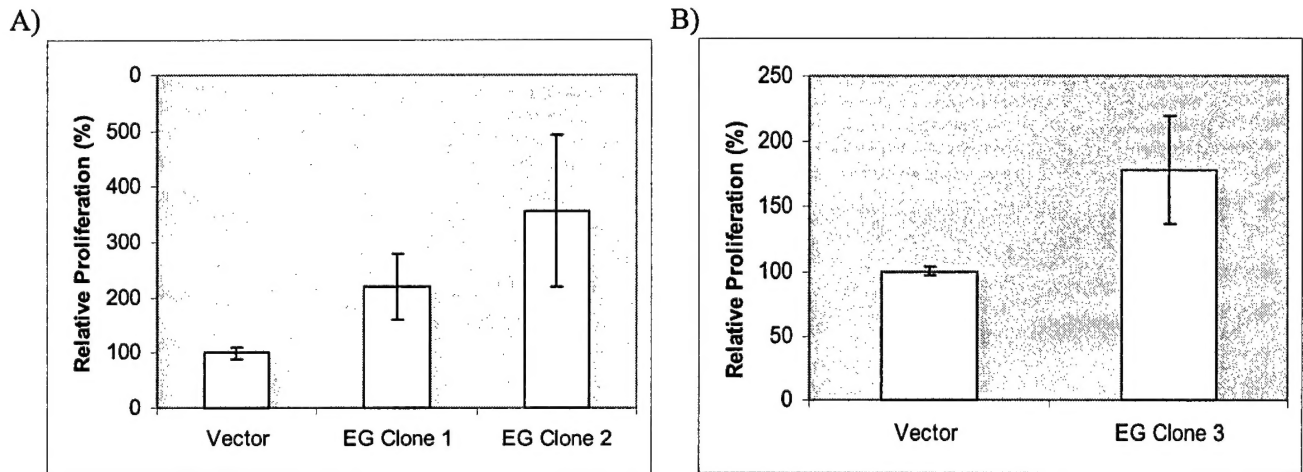 A)
Relative Proliferation (%)
0
500
400
300
200
100
0
Vector EG Clone 1 EG Clone 2
B)
Relative Proliferation (%)
250
200
150
100
50
0
Vector EG Clone 3